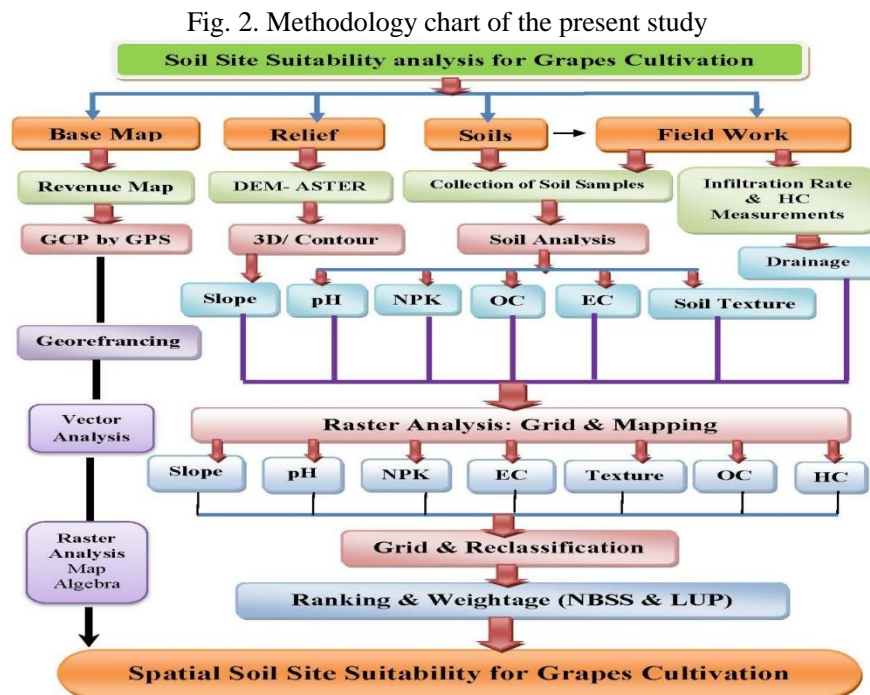 Fig. 2. Methodology chart of the present study
Soil Site Suitability analysis for Grapes Cultivation
Base Map
Relief
Soils
Field Work
Revenue Map
DEM- ASTER
Collection of Soil Samples
Infiltration Rate
& HC
Measurements
GCP by GPS
3D/ Contour
Soil Analysis
Drainage
Slope
pH
NPK
OC
EC
Soil Texture
Georefrancing
Vector
Analysis
Raster Analysis: Grid & Mapping
Slope
pH
NPK
EC
Texture
OC
HC
Raster
Analysis
Map
Algebra
Grid & Reclassification
Ranking & Weightage (NBSS & LUP)
Spatial Soil Site Suitability for Grapes Cultivation